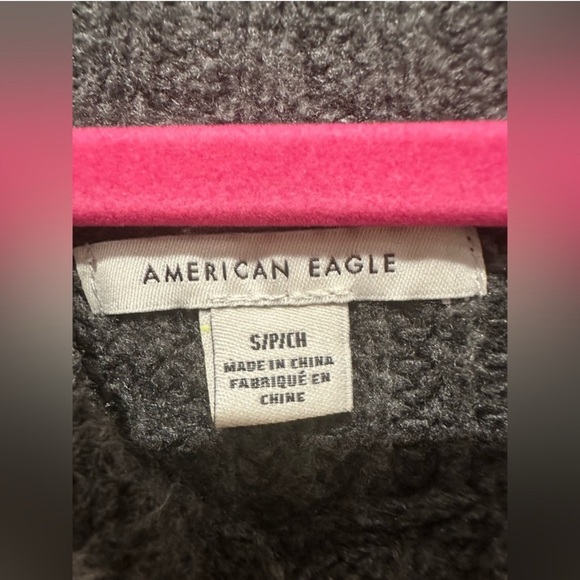 AMERICAN EAGLE
S/P/CH
MADE IN CHINA
FABRIQUÉ EN
CHINE